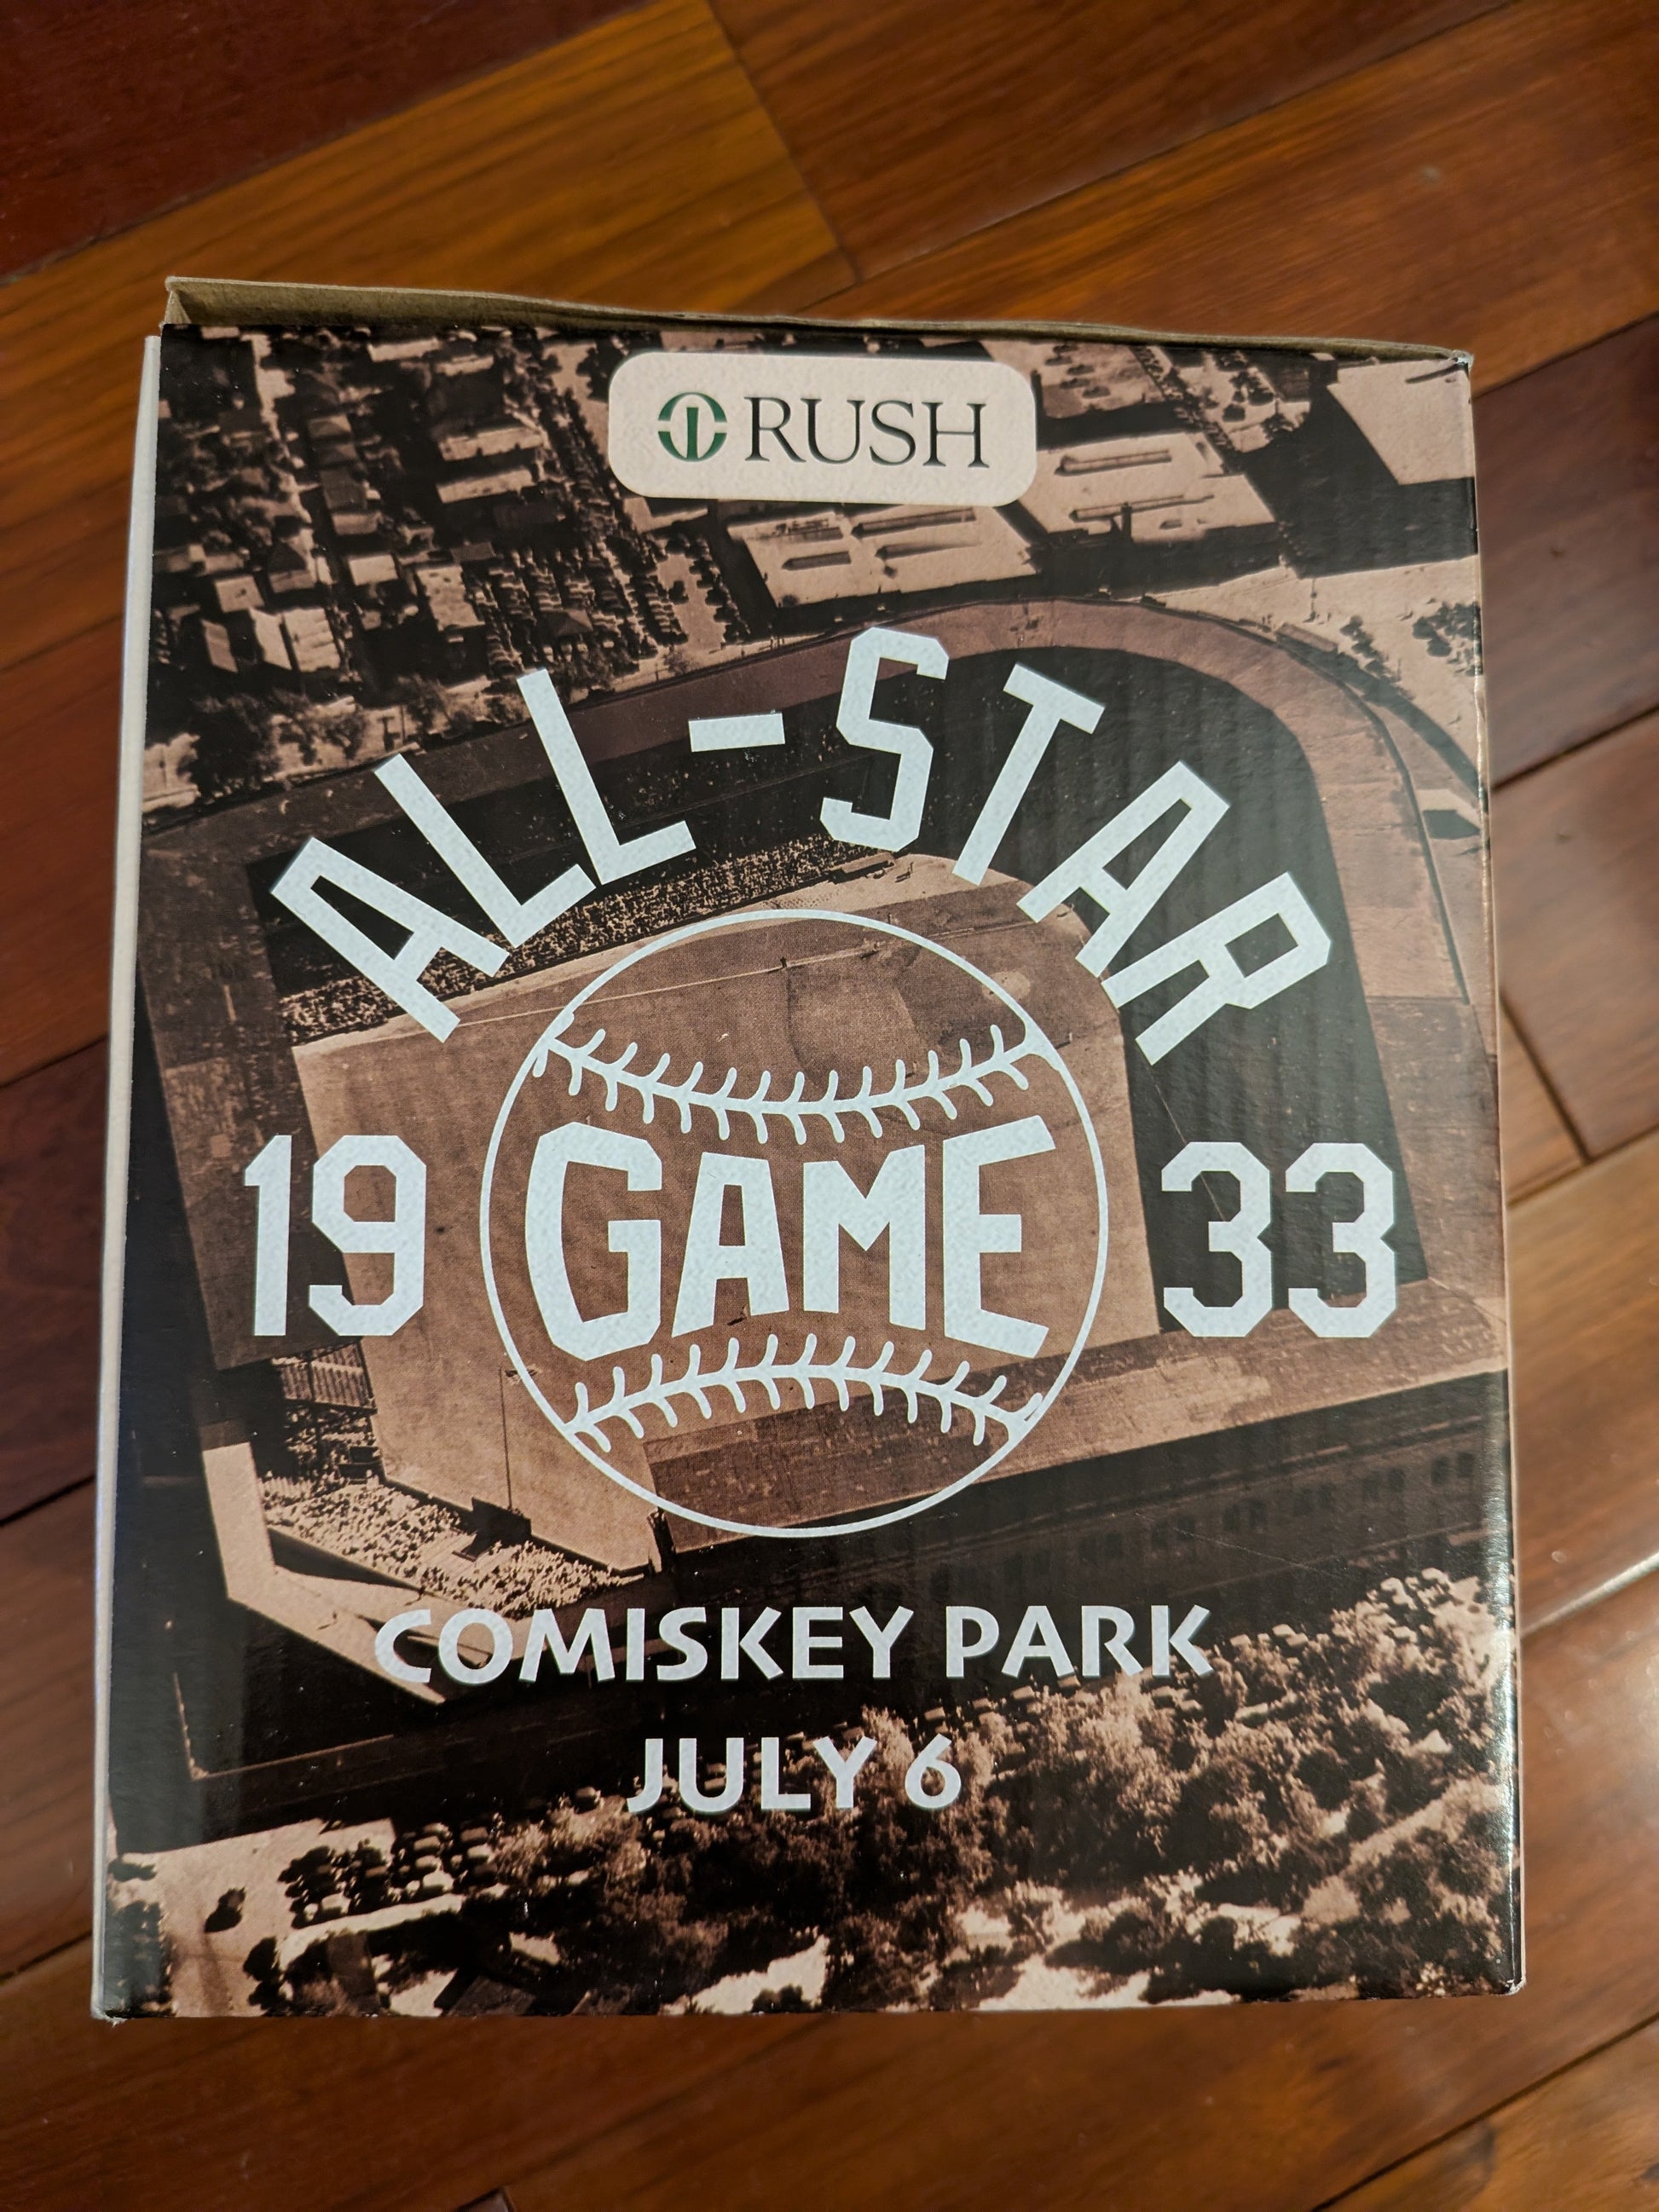 RUSH
ALL-STAR
19 GAME 33
COMISKEY PARK
JULY 6